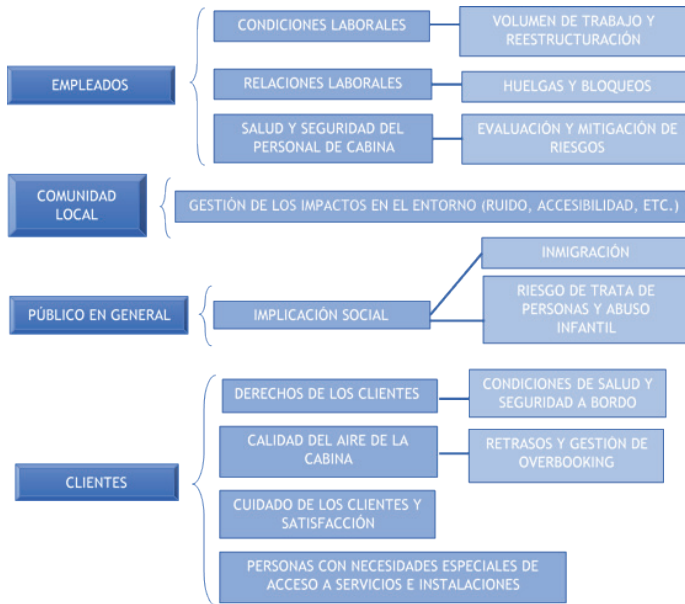 EMPLEADOS
CONDICIONES LABORALES
VOLUMEN DE TRABAJO Y
REESTRUCTURACIÓN
RELACIONES LABORALES
HUELGAS Y BLOQUEOS
SALUD Y SEGURIDAD DEL
PERSONAL DE CABINA
EVALUACIÓN Y MITIGACIÓN DE
RIESGOS
COMUNIDAD
LOCAL
GESTIÓN DE LOS IMPACTOS EN EL ENTORNO (RUIDO, ACCESIBILIDAD, ETC.)
PÚBLICO EN GENERAL
IMPLICACIÓN SOCIAL
INMIGRACIÓN
RIESGO DE TRATA DE
PERSONAS Y ABUSO
INFANTIL
CLIENTES
DERECHOS DE LOS CLIENTES
CONDICIONES DE SALUD Y
SEGURIDAD A BORDO
CALIDAD DEL AIRE DE LA
CABINA
RETRASOS Y GESTIÓN DE
OVERBOOKING
CUIDADO DE LOS CLIENTES Y
SATISFACCIÓN
PERSONAS CON NECESIDADES ESPECIALES DE
ACCESO A SERVICIOS E INSTALACIONES